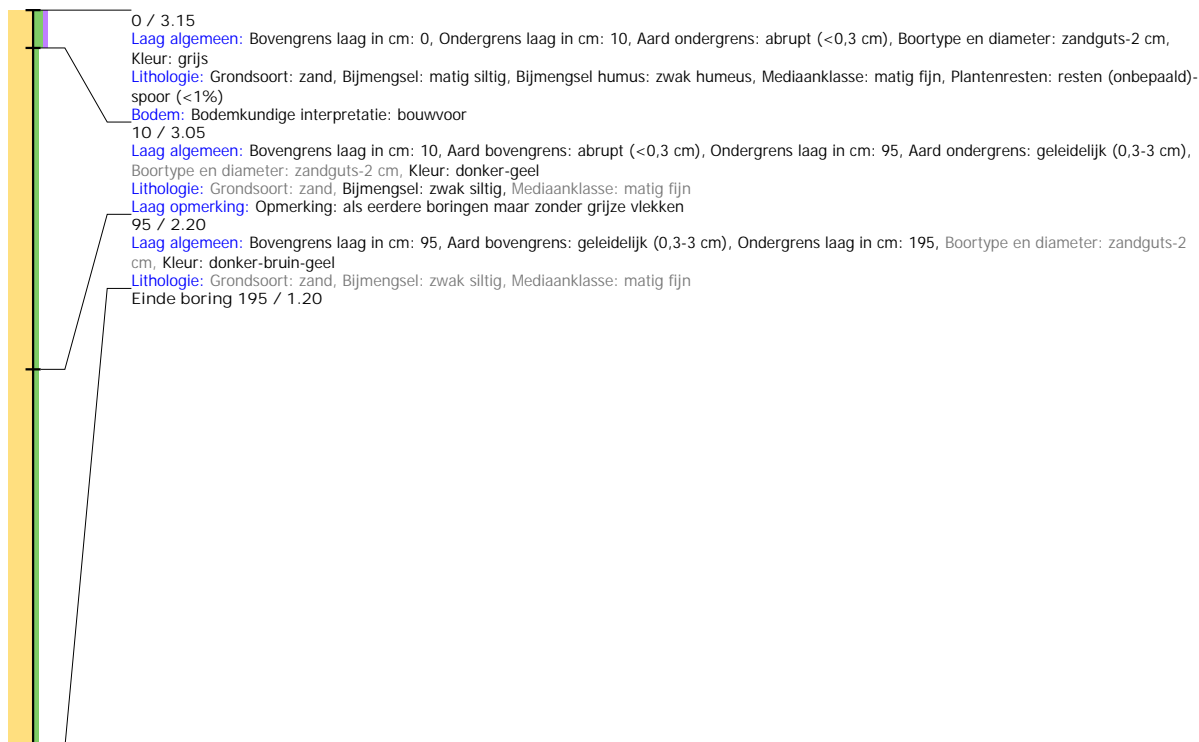 0 / 3.15
Laag algemeen: Bovengrens laag in cm: 0, Ondergrens laag in cm: 10, Aard ondergrens: abrupt (<0,3 cm), Boortype en diameter: zandguts-2 cm,
Kleur: grijs
Lithologie: Grondsoort: zand, Bijmengsel: matig siltig, Bijmengsel humus: zwak humeus, Mediaanklasse: matig fijn, Plantenresten: resten (onbepaald)-
spoor (<1%)
Bodem: Bodemkundige interpretatie: bouwvoor
10 / 3.05
Laag algemeen: Bovengrens laag in cm: 10, Aard bovengrens: abrupt (<0,3 cm), Ondergrens laag in cm: 95, Aard ondergrens: geleidelijk (0,3-3 cm),
Boortype en diameter: zandguts-2 cm, Kleur: donker-geel
Lithologie: Grondsoort: zand, Bijmengsel: zwak siltig, Mediaanklasse: matig fijn
Laag opmerking: Opmerking: als eerdere boringen maar zonder grijze vlekken
95 / 2.20
Laag algemeen: Bovengrens laag in cm: 95, Aard bovengrens: geleidelijk (0,3-3 cm), Ondergrens laag in cm: 195, Boortype en diameter: zandguts-2
cm, Kleur: donker-bruin-geel
Lithologie: Grondsoort: zand, Bijmengsel: zwak siltig, Mediaanklasse: matig fijn
Einde boring 195 / 1.20